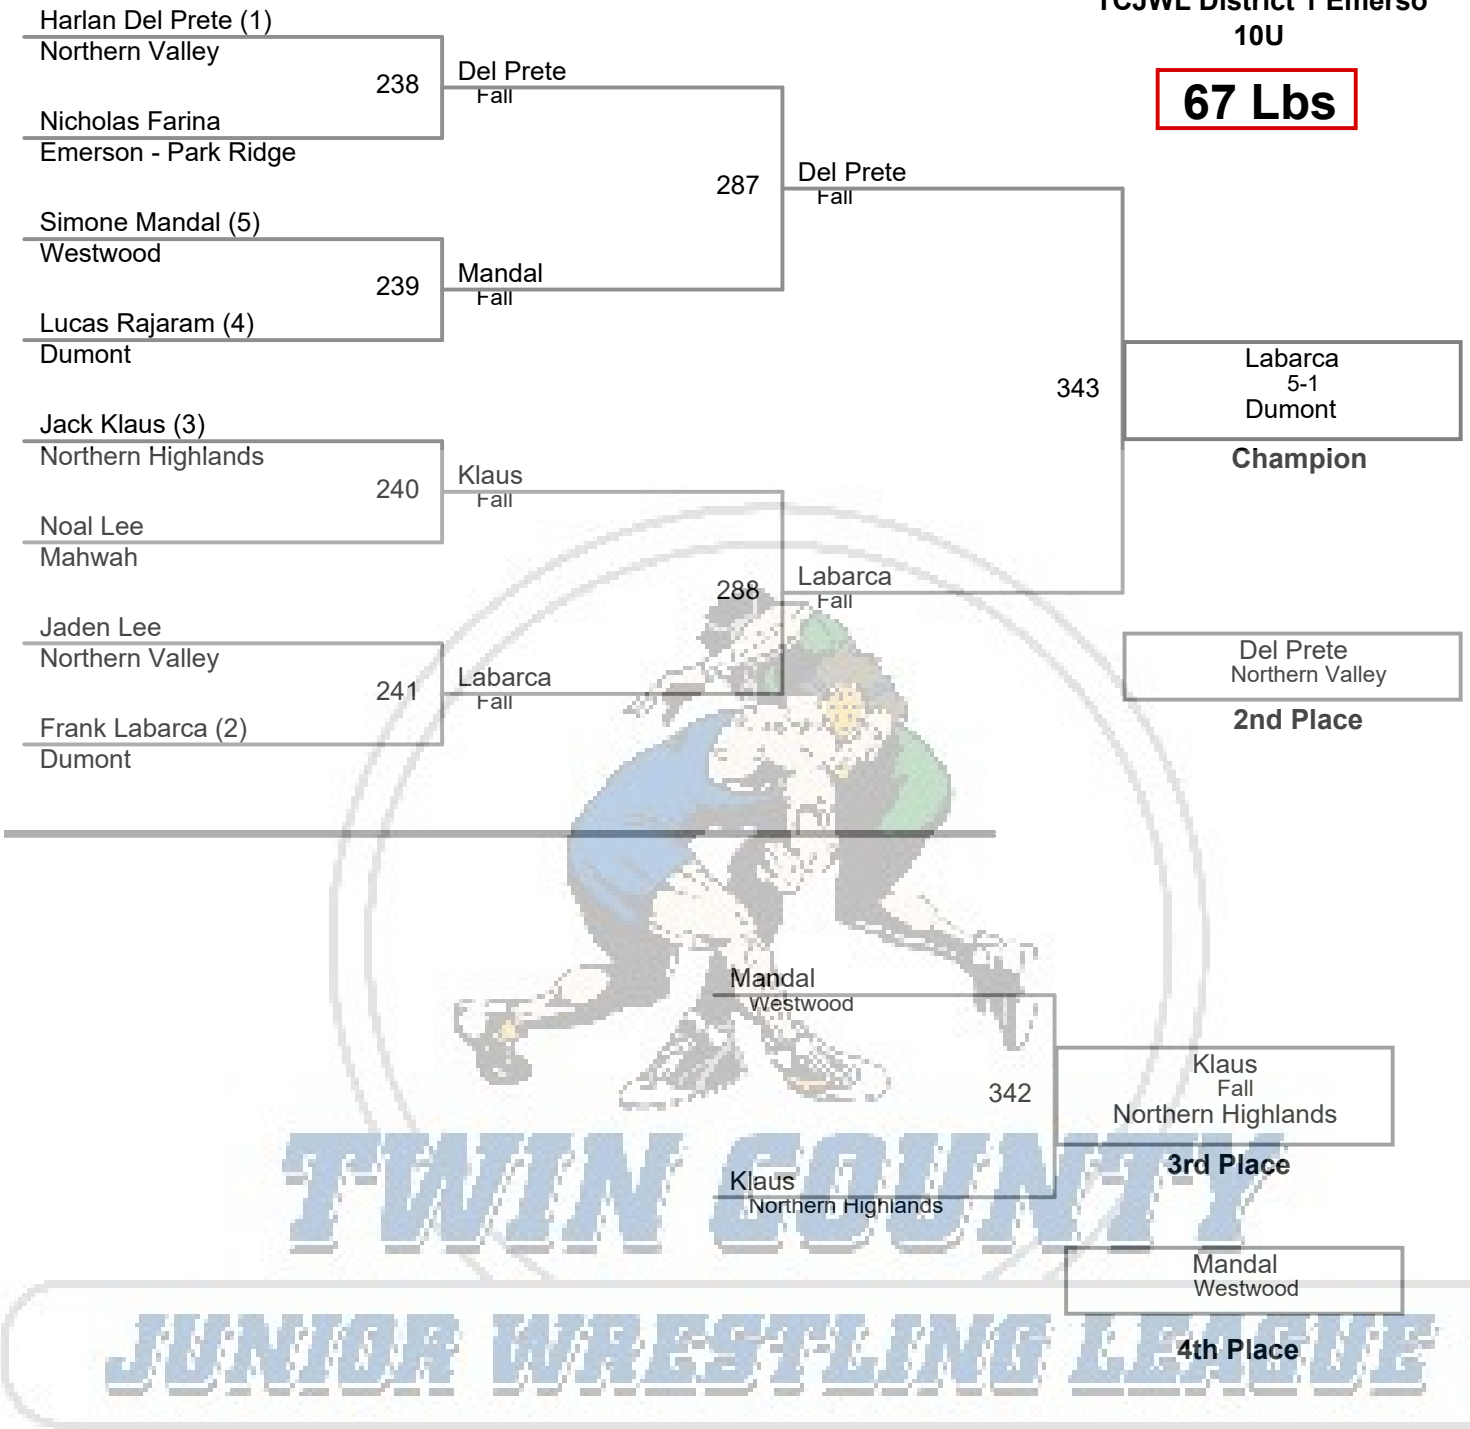 TCJWL District 1 Emerso
10U
67 Lbs
Harlan Del Prete (1)
Northern Valley
238
Nicholas Farina
Emerson - Park Ridge
Del Prete
Fall
Simone Mandal (5)
Westwood
239
Lucas Rajaram (4)
Dumont
Mandal
Fall
287
Del Prete
Fall
Jack Klaus (3)
Northern Highlands
240
Noal Lee
Mahwah
Klaus
Fall
Jaden Lee
Northern Valley
241
Frank Labarca (2)
Dumont
Labarca
Fall
288
Labarca
Fall
343
Labarca
5-1
Dumont
Champion
Del Prete
Northern Valley
2nd Place
Mandal
Westwood
342
Klaus
Northern Highlands
Klaus
Fall
Northern Highlands
3rd Place
Mandal
Westwood
4th Place
TWIN COUNTY
JUNIOR WRESTLING LEAGUE